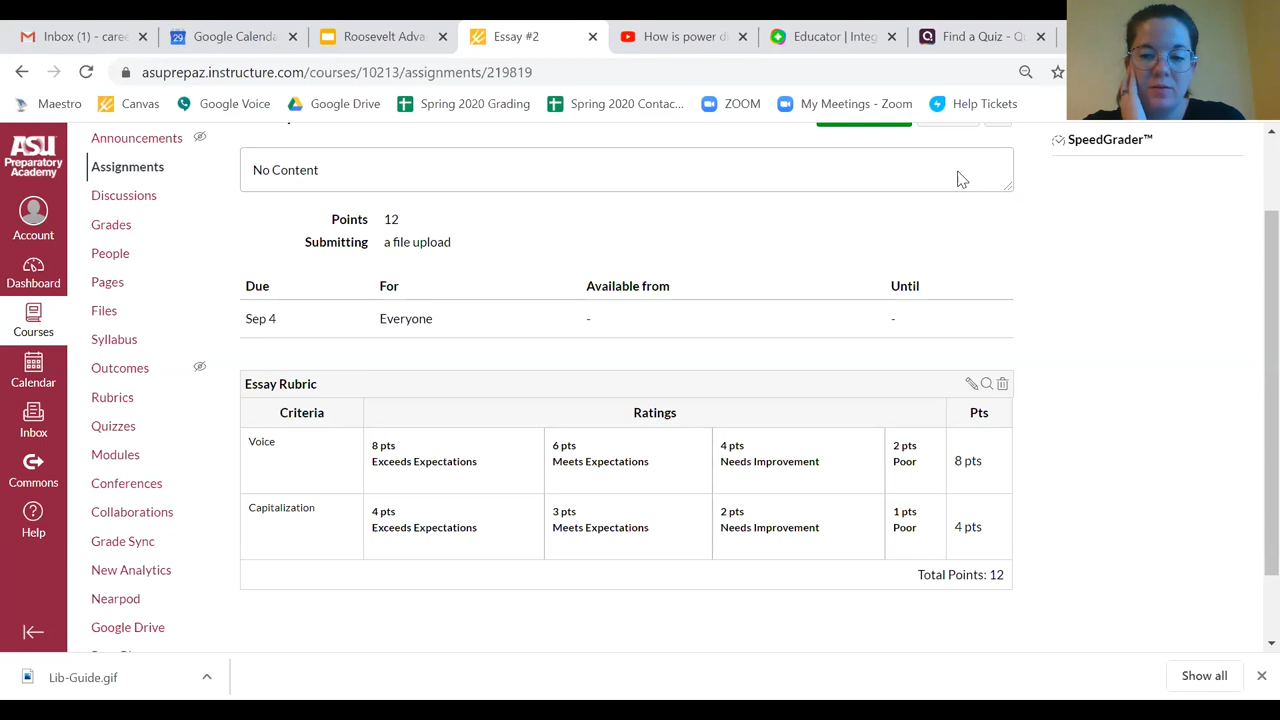 Inbox (1) - caree
Google Calenda
Roosevelt Adva
Essay #2
How is power di
Educator | Integ
Find a Quiz - Qu
asuprepaz.instructure.com/courses/10213/assignments/219819
Maestro
Canvas
Google Voice
Google Drive
Spring 2020 Grading
Spring 2020 Contac...
ZOOM
My Meetings - Zoom
Help Tickets
ASU
Preparatory
Academy
Account
Dashboard
Courses
Calendar
Inbox
Commons
Help
Announcements
Assignments
Discussions
Grades
People
Pages
Files
Syllabus
Outcomes
Rubrics
Quizzes
Modules
Conferences
Collaborations
Grade Sync
New Analytics
Nearpod
Google Drive
No Content
Points 12
Submitting a file upload
Due For Available from Until
Sep 4 Everyone - -
Essay Rubric
Criteria Ratings Pts
Voice
8 pts
Exceeds Expectations
6 pts
Meets Expectations
4 pts
Needs Improvement
2 pts
Poor
8 pts
Capitalization
4 pts
Exceeds Expectations
3 pts
Meets Expectations
2 pts
Needs Improvement
1 pts
Poor
4 pts
Total Points: 12
SpeedGrader™
Lib-Guide.gif
Show all